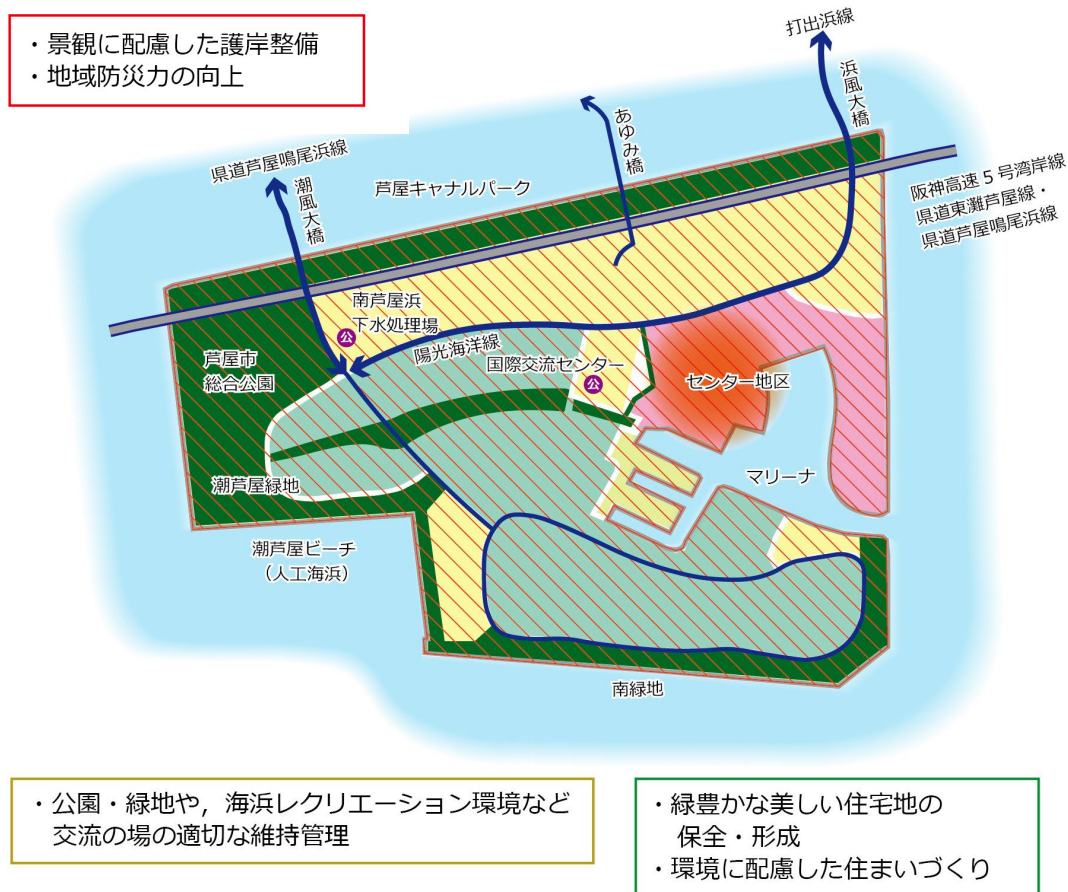 ・景観に配慮した護岸整備
・地域防災力の向上
打出浜線
浜風大橋
あゆみ橋
県道芦屋鳴尾浜線
潮風大橋
芦屋キャナルパーク
阪神高速5号湾岸線
県道東灘芦屋線・
県道芦屋鳴尾浜線
南芦屋浜
下水処理場
公
陽光海洋線
芦屋市
総合公園
国際交流センター
公
センター地区
マリーナ
潮芦屋緑地
潮芦屋ビーチ
（人工海浜）
南緑地
・公園・緑地や，海浜レクリエーション環境など
交流の場の適切な維持管理
・緑豊かな美しい住宅地の
保全・形成
・環境に配慮した住まいづくり